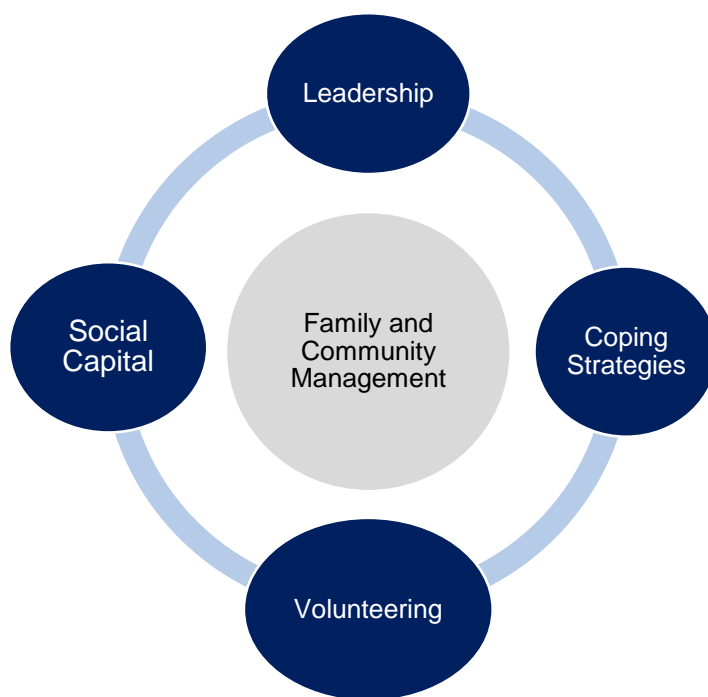 Leadership
Social
Capital
Family and
Community
Management
Coping
Strategies
Volunteering